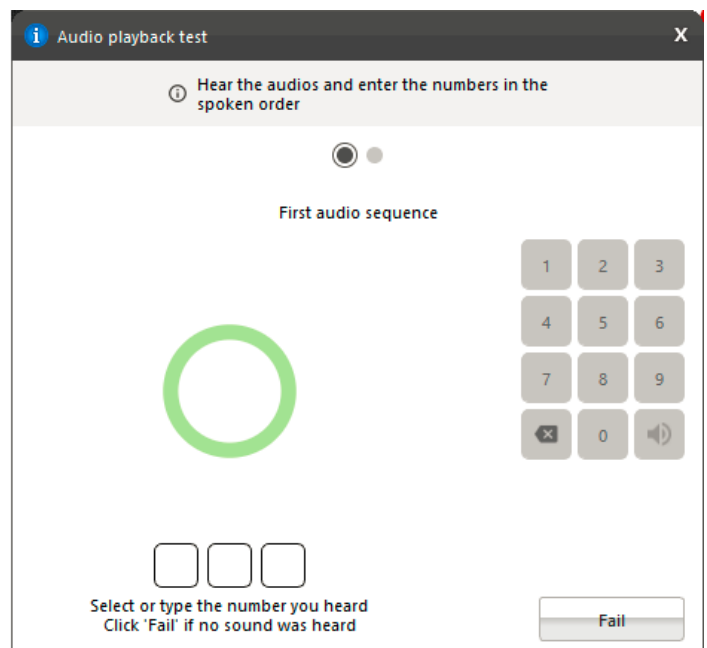 i Audio playback test X
Hear the audios and enter the numbers in the
spoken order
First audio sequence
1 2 3
4 5 6
7 8 9
0
Select or type the number you heard
Click 'Fail' if no sound was heard
Fail